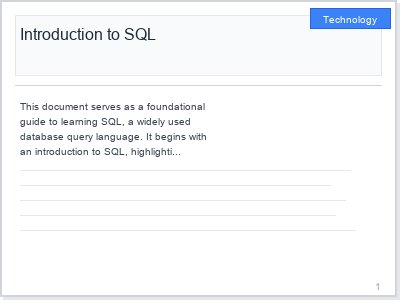 Technology
Introduction to SQL
This document serves as a foundational
guide to learning SQL, a widely used
database query language. It begins with
an introduction to SQL, highlighti...
1